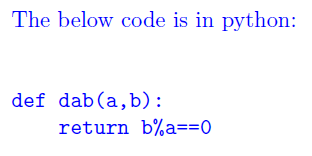 The below code is in python:
def dab(a,b):
    return b%a==0